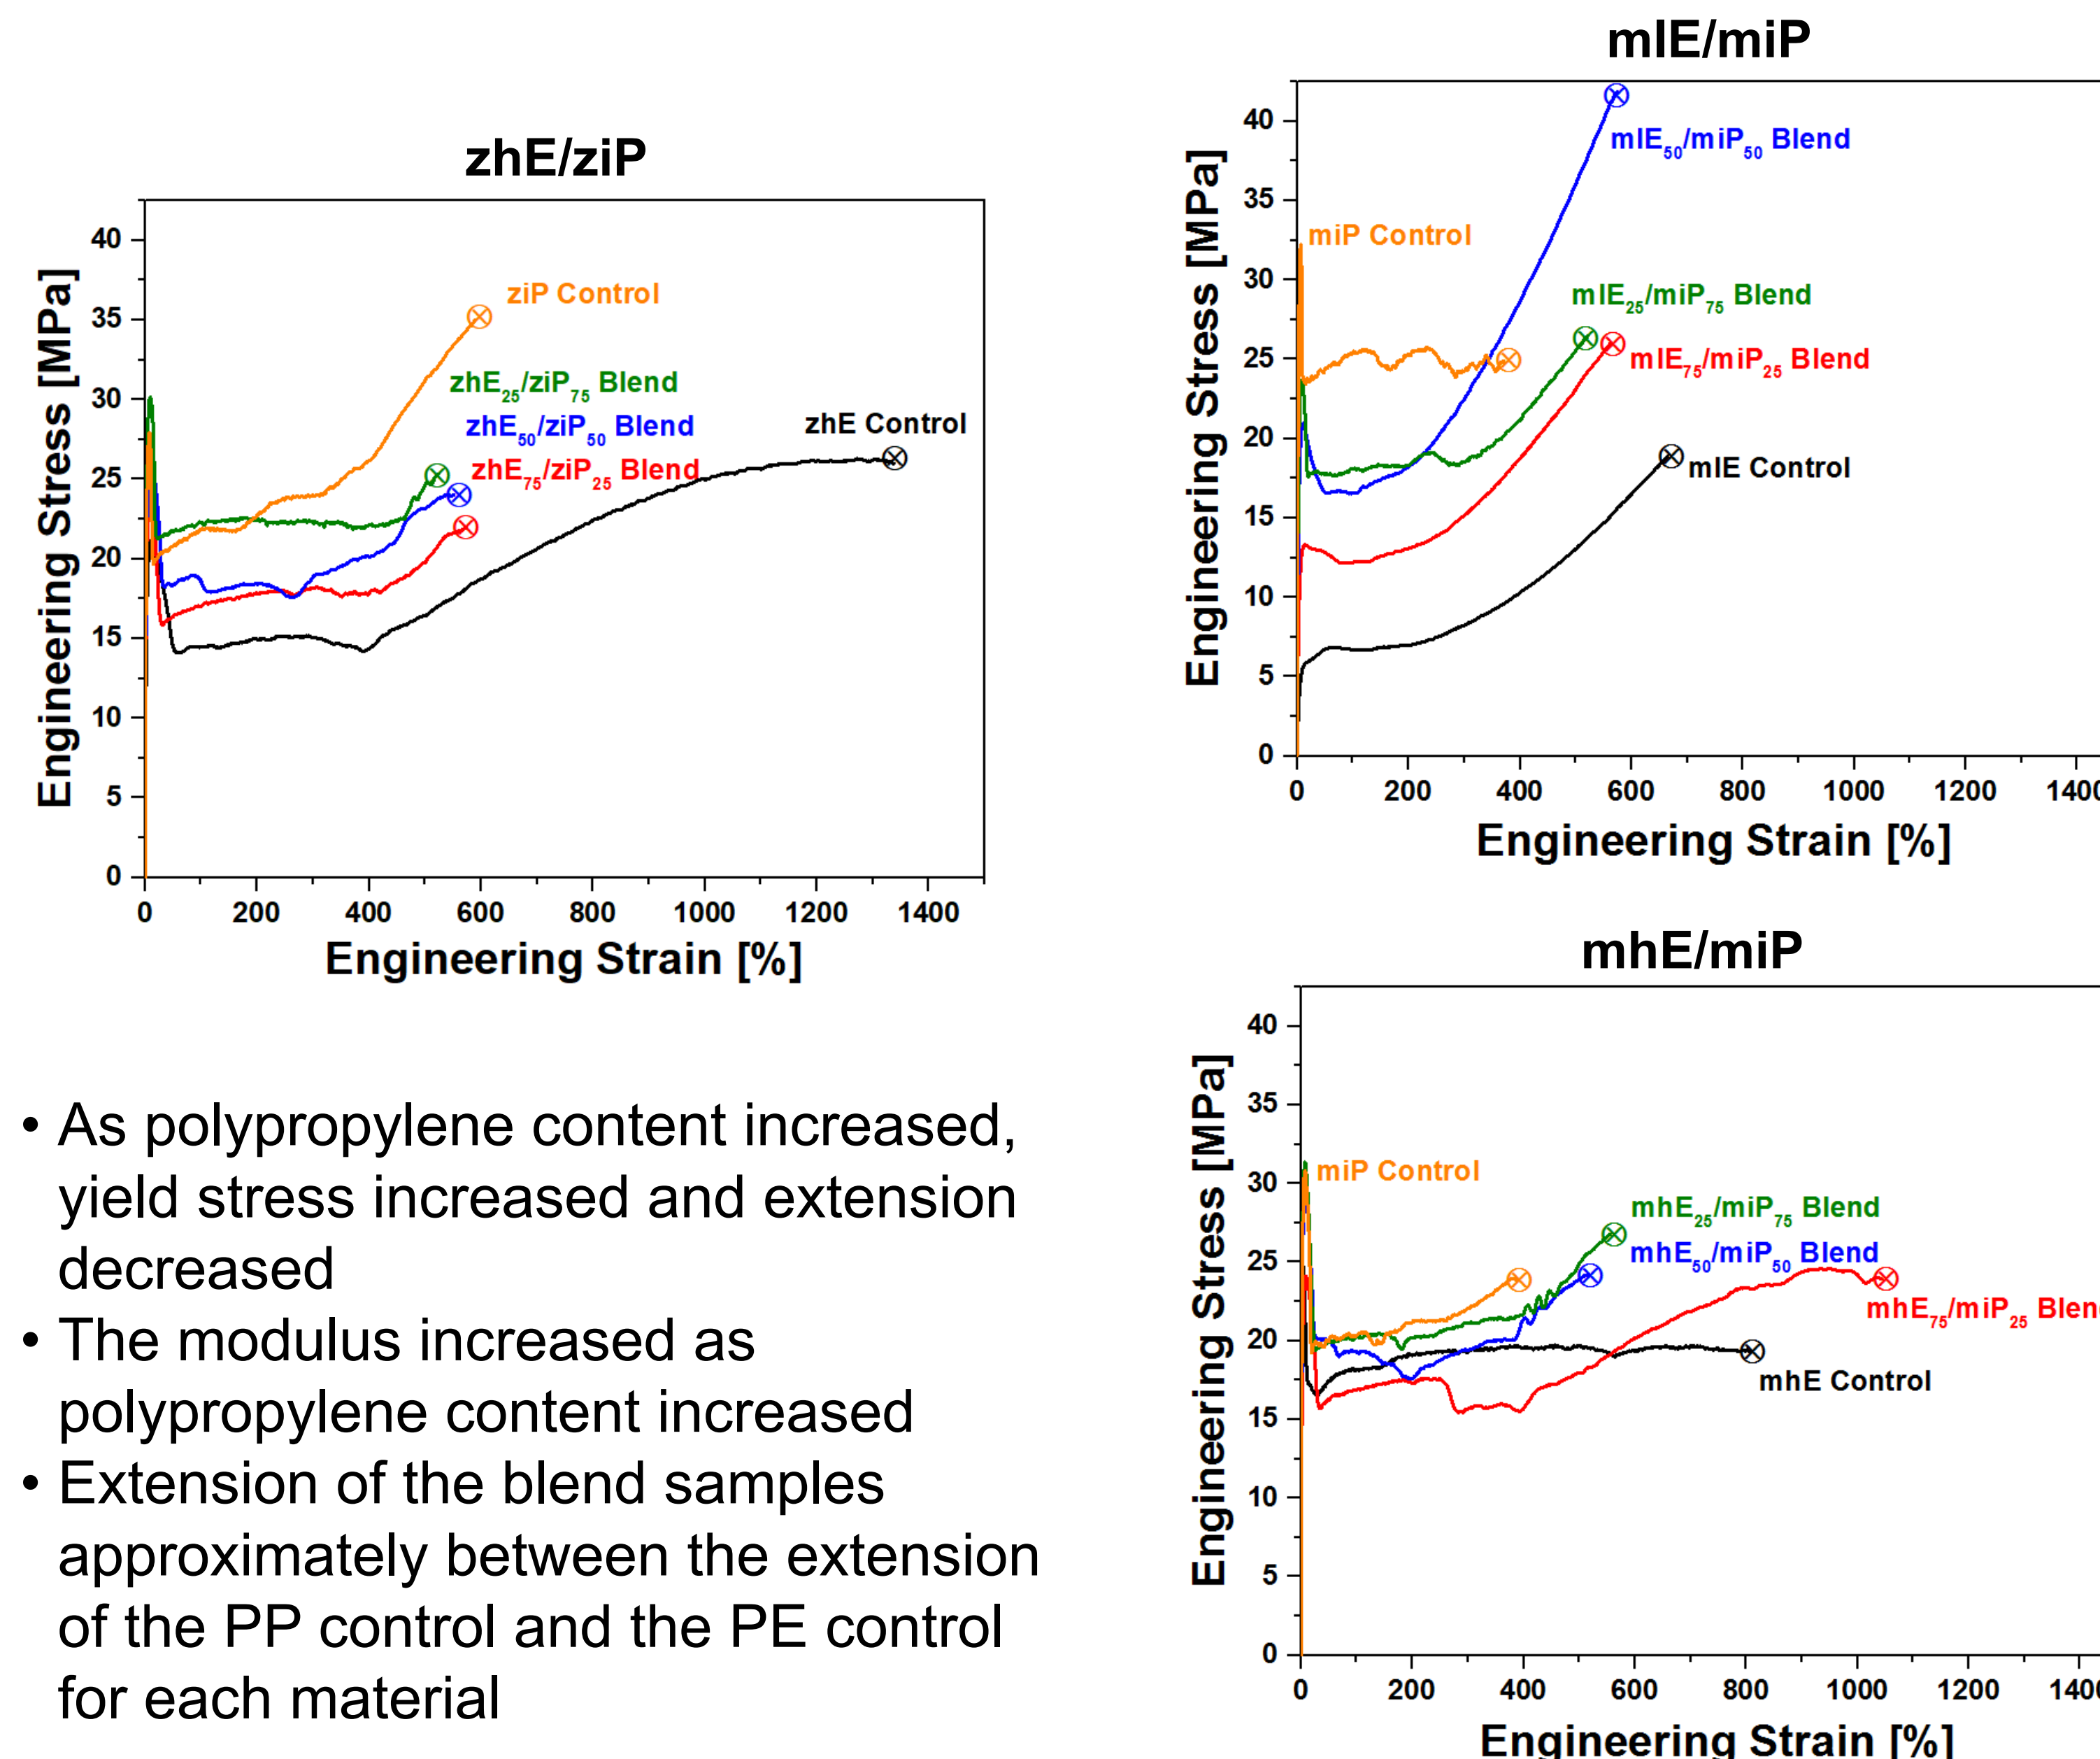 zhE/ziP
Engineering Stress [MPa]
40
35
30
25
20
15
10
5
0
ziP Control
zhE25/ziP75 Blend
zhE50/ziP50 Blend
zhE75/ziP25 Blend
zhE Control
0 200 400 600 800 1000 1200 1400
Engineering Strain [%]
• As polypropylene content increased,
yield stress increased and extension
decreased
• The modulus increased as
polypropylene content increased
• Extension of the blend samples
approximately between the extension
of the PP control and the PE control
for each material
mlE/miP
Engineering Stress [MPa]
40
35
30
25
20
15
10
5
0
mlE50/miP50 Blend
miP Control
mlE25/miP75 Blend
mlE75/miP25 Blend
mlE Control
0 200 400 600 800 1000 1200 1400
Engineering Strain [%]
mhE/miP
Engineering Stress [MPa]
40
35
30
25
20
15
10
5
0
miP Control
mhE25/miP75 Blend
mhE50/miP50 Blend
mhE75/miP25 Blen
mhE Control
0 200 400 600 800 1000 1200 1400
Engineering Strain [%]